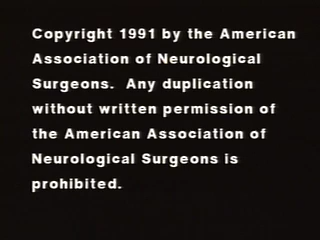 Copyright 1991 by the American
Association of Neurological
Surgeons.  Any duplication
without written permission of
the American Association of
Neurological Surgeons is
prohibited.